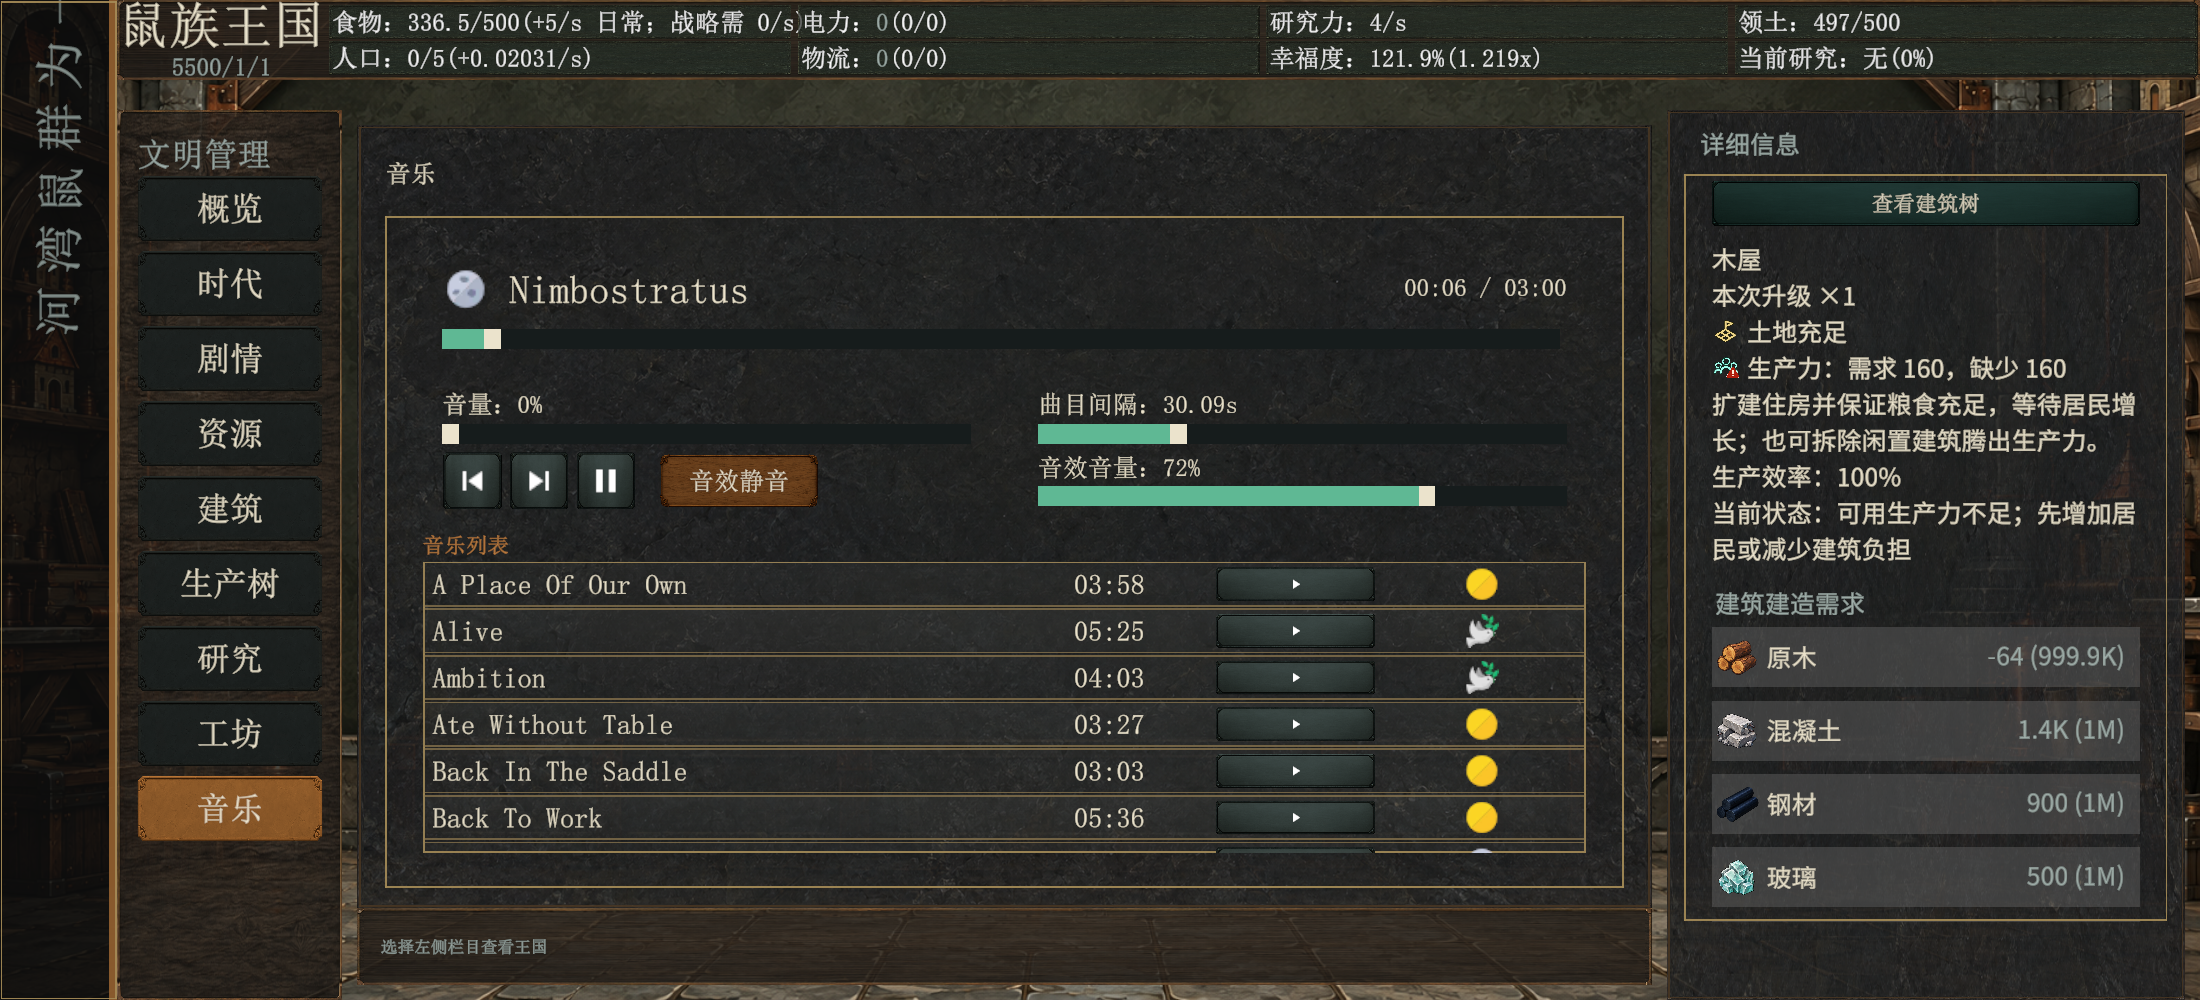 河湾鼠群为
鼠族王国
5500/1/1
食物: 336.5/500(+5/s 日常; 战略需 0/s)
电力: 0(0/0)
研究力: 4/s
领土: 497/500
人口: 0/5(+0.02031/s)
物流: 0(0/0)
幸福度: 121.9%(1.219x)
当前研究: 无(0%)
文明管理
概览
时代
剧情
资源
建筑
生产树
研究
工坊
音乐
音乐
Nimbostratus
00:06 / 03:00
音量: 0%
曲目间隔: 30.09s
音效静音
音效音量: 72%
音乐列表
A Place Of Our Own 03:58
Alive 05:25
Ambition 04:03
Ate Without Table 03:27
Back In The Saddle 03:03
Back To Work 05:36
选择左侧栏目查看王国
详细信息
查看建筑树
木屋
本次升级 ×1
土地充足
生产力：需求 160，缺少 160
扩建住房并保证粮食充足，等待居民增
长；也可拆除闲置建筑腾出生产力。
生产效率：100%
当前状态：可用生产力不足；先增加居
民或减少建筑负担
建筑建造需求
原木 -64 (999.9K)
混凝土 1.4K (1M)
钢材 900 (1M)
玻璃 500 (1M)